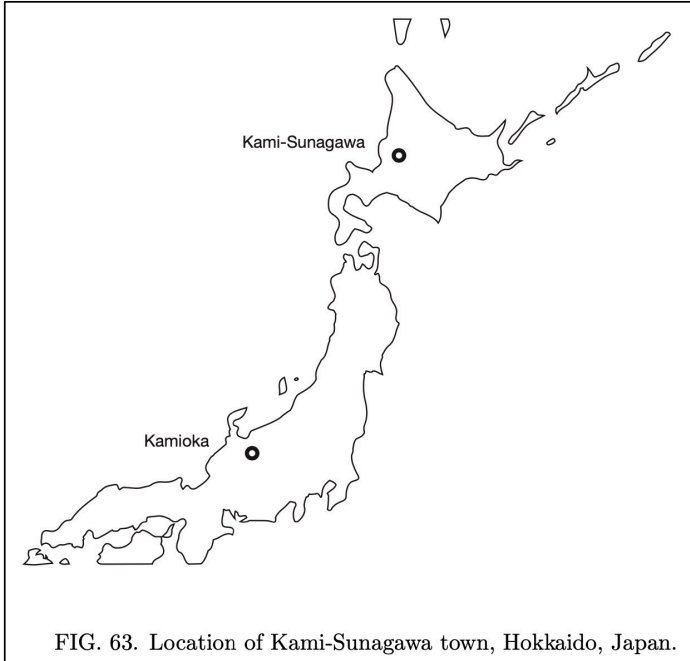 Kami-Sunagawa
Kamioka
FIG. 63. Location of Kami-Sunagawa town, Hokkaido, Japan.